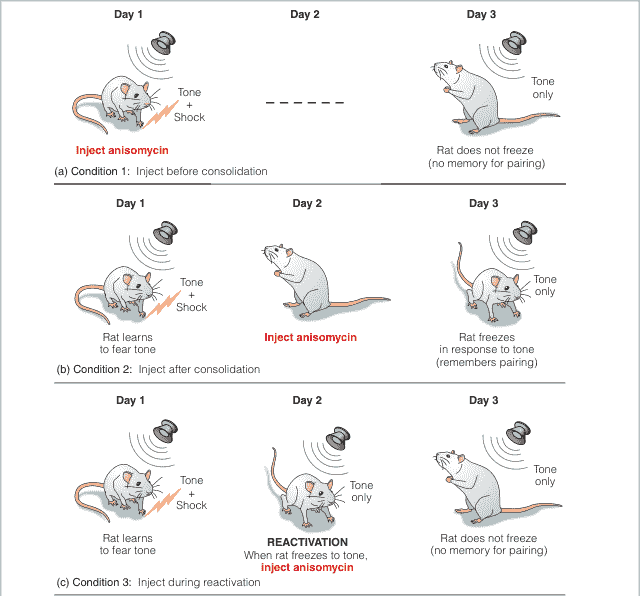 Day 1
Day 2
Day 3
Tone
+
Shock
Tone
only
Inject anisomycin
Rat does not freeze
(no memory for pairing)
(a) Condition 1: Inject before consolidation
Day 1
Day 2
Day 3
Tone
+
Shock
Tone
only
Rat learns
to fear tone
Inject anisomycin
Rat freezes
in response to tone
(remembers pairing)
(b) Condition 2: Inject after consolidation
Day 1
Day 2
Day 3
Tone
+
Shock
Tone
only
Tone
only
Rat learns
to fear tone
REACTIVATION
When rat freezes to tone,
inject anisomycin
Rat does not freeze
(no memory for pairing)
(c) Condition 3: Inject during reactivation